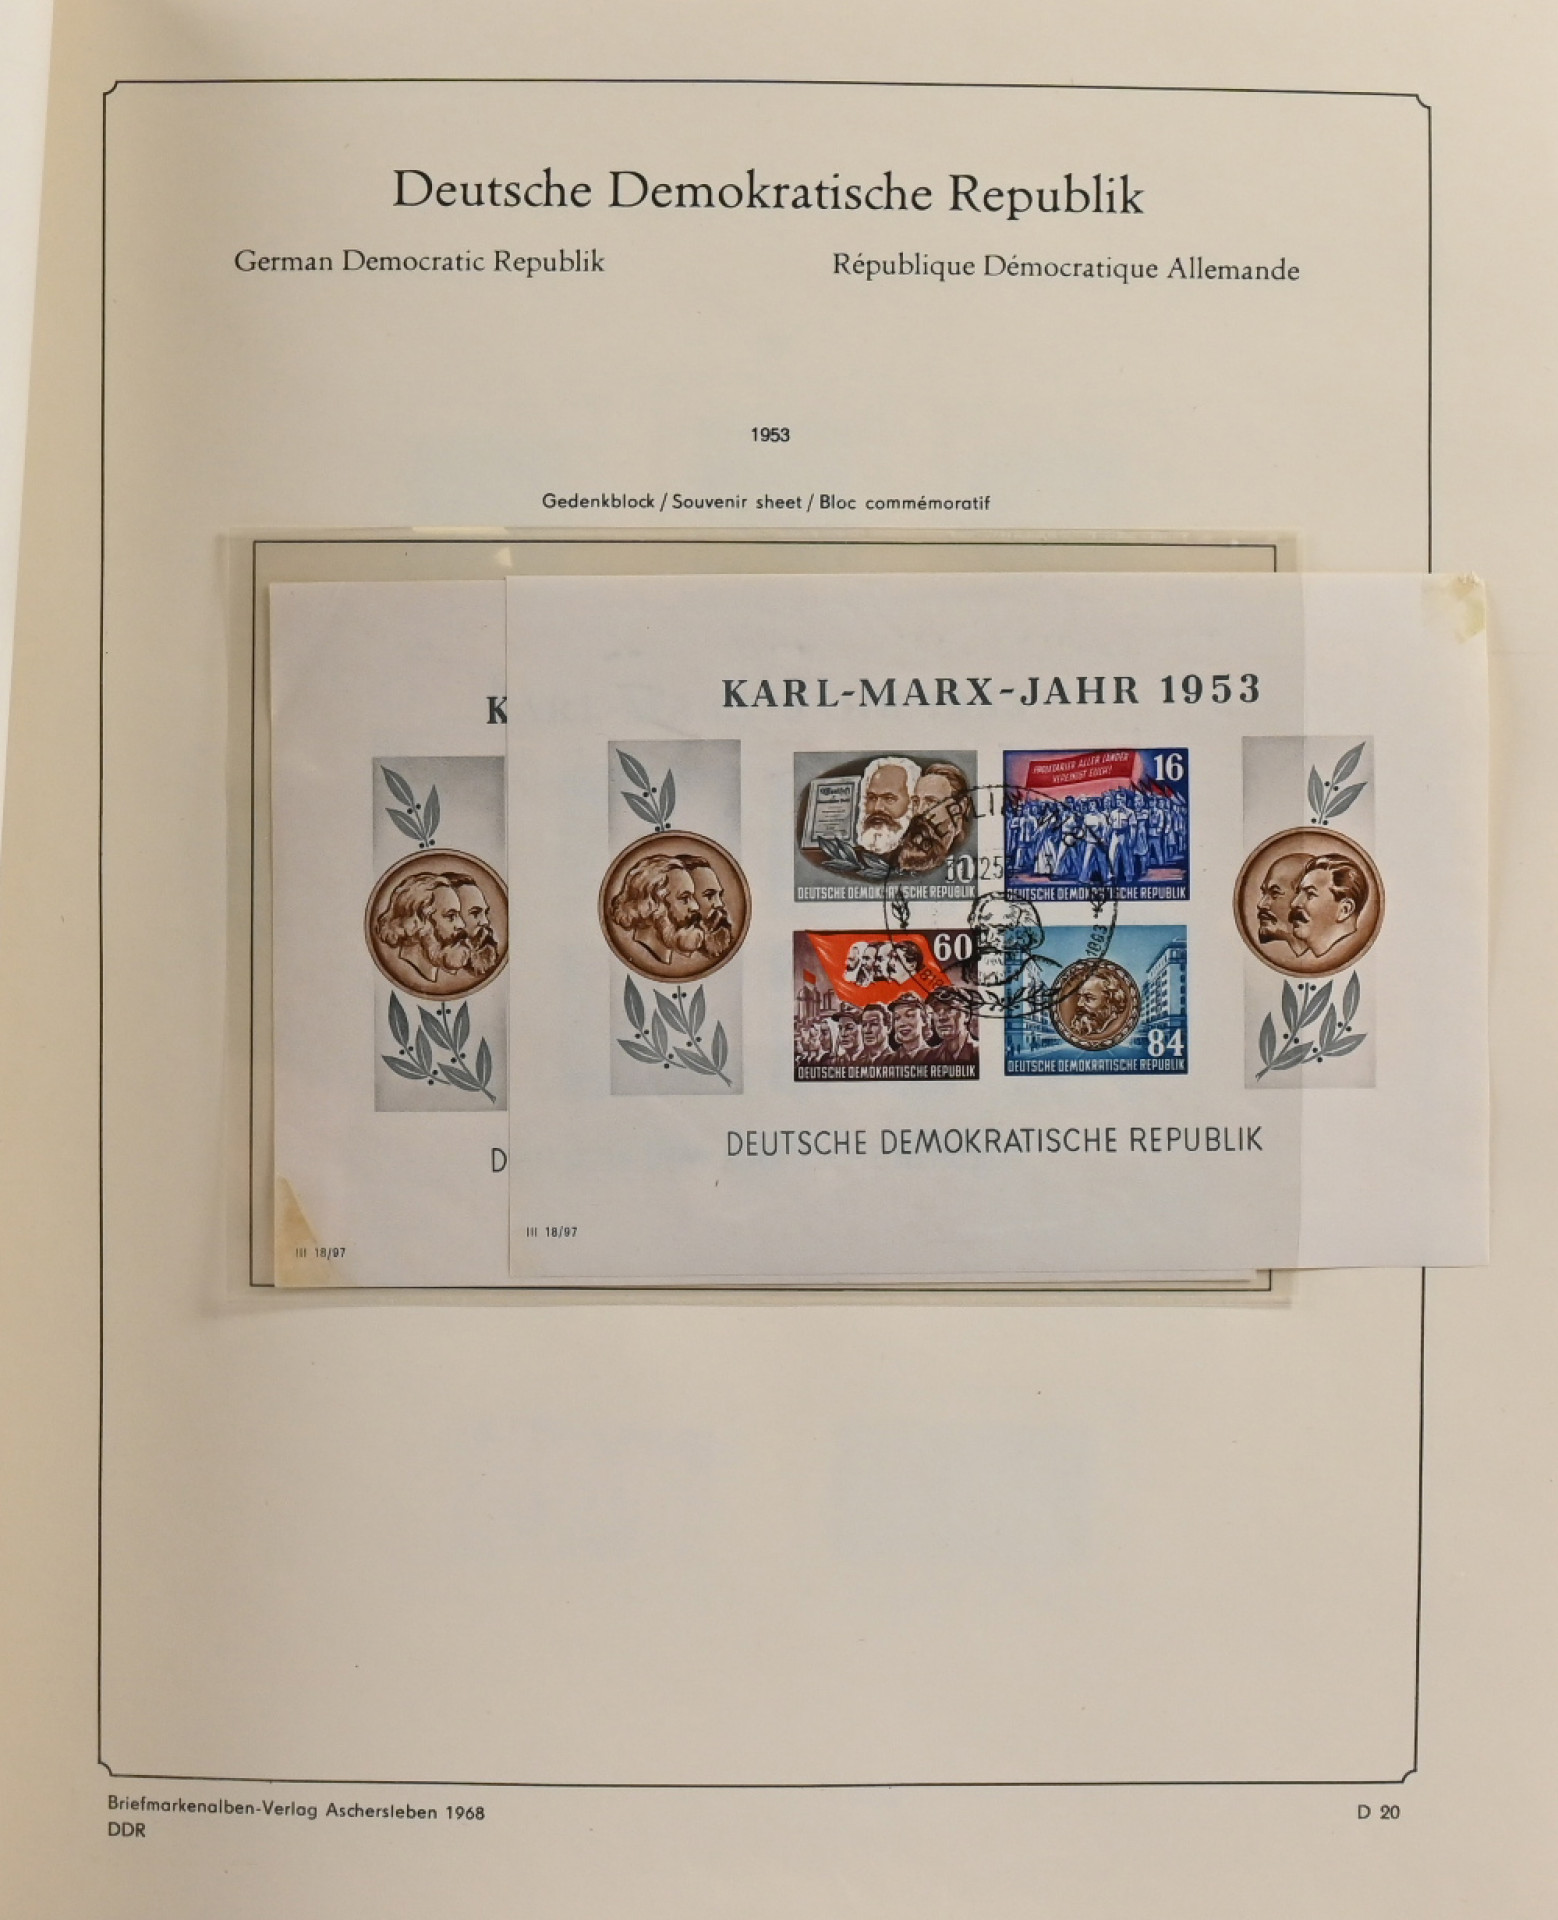 Deutsche Demokratische Republik
German Democratic Republik
République Démocratique Allemande
1953
Gedenkblock / Souvenir sheet / Bloc commémoratif
K
D
III 18/97
KARL-MARX-JAHR 1953
DEUTSCHE DEMOKRATISCHE REPUBLIK
PROLETARIER ALLER LÄNDER
VEREINIGT EUCH!
16
DEUTSCHE DEMOKRATISCHE REPUBLIK
BERLIN
60
DEUTSCHE DEMOKRATISCHE REPUBLIK
84
DEUTSCHE DEMOKRATISCHE REPUBLIK
DEUTSCHE DEMOKRATISCHE REPUBLIK
III 18/97
Briefmarkenalben-Verlag Aschersleben 1968
DDR
D 20